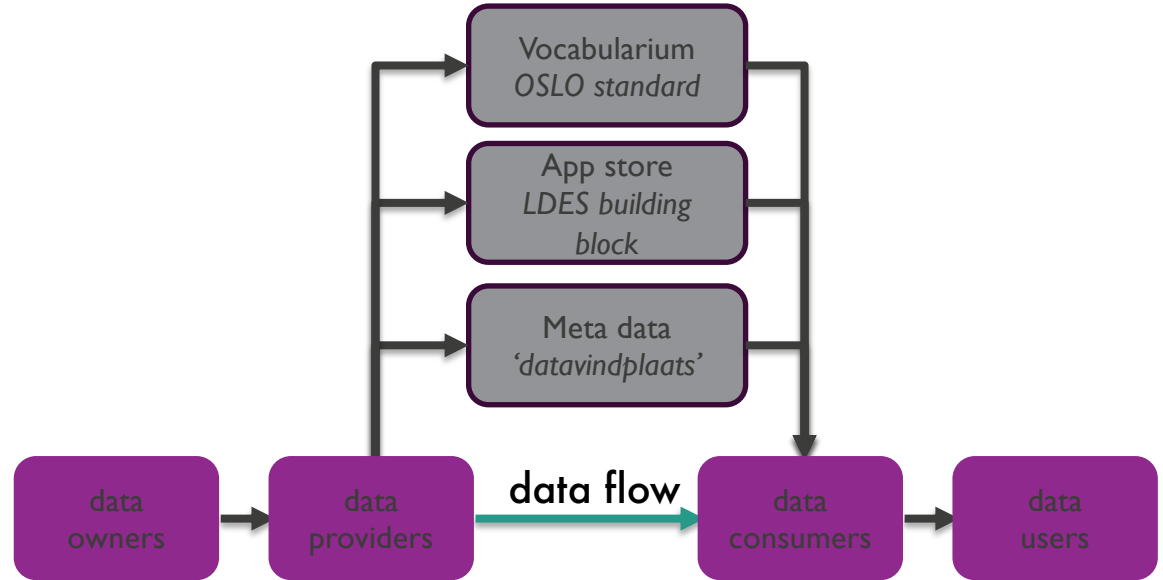 Vocabularium
OSLO standard
App store
LDES building
block
Meta data
‘datavindplaats’
data flow
data
owners
data
providers
data
consumers
data
users